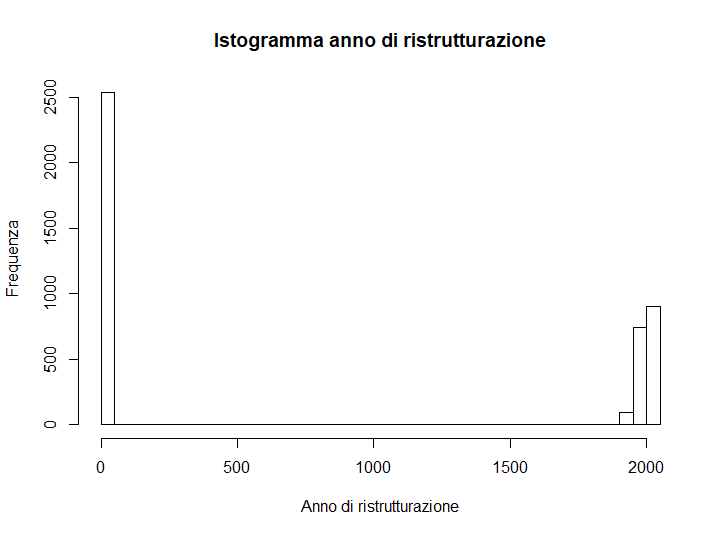 Istogramma anno di ristrutturazione
Frequenza
2500
2000
1500
1000
500
0
0 500 1000 1500 2000
Anno di ristrutturazione